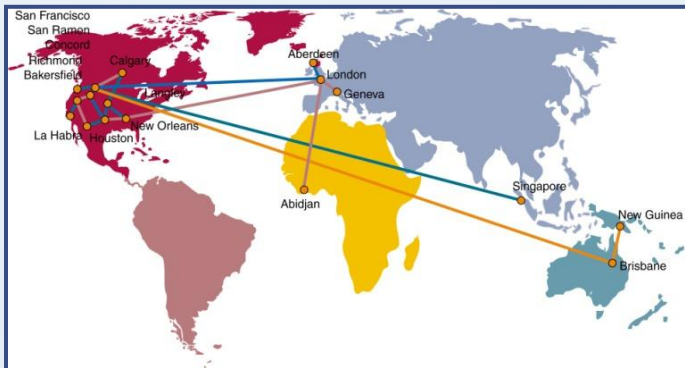 San Francisco
San Ramon
Concord
Richmond
Bakersfield
Calgary
Langley
La Habra
Houston
New Orleans
Aberdeen
London
Geneva
Abidjan
Singapore
New Guinea
Brisbane